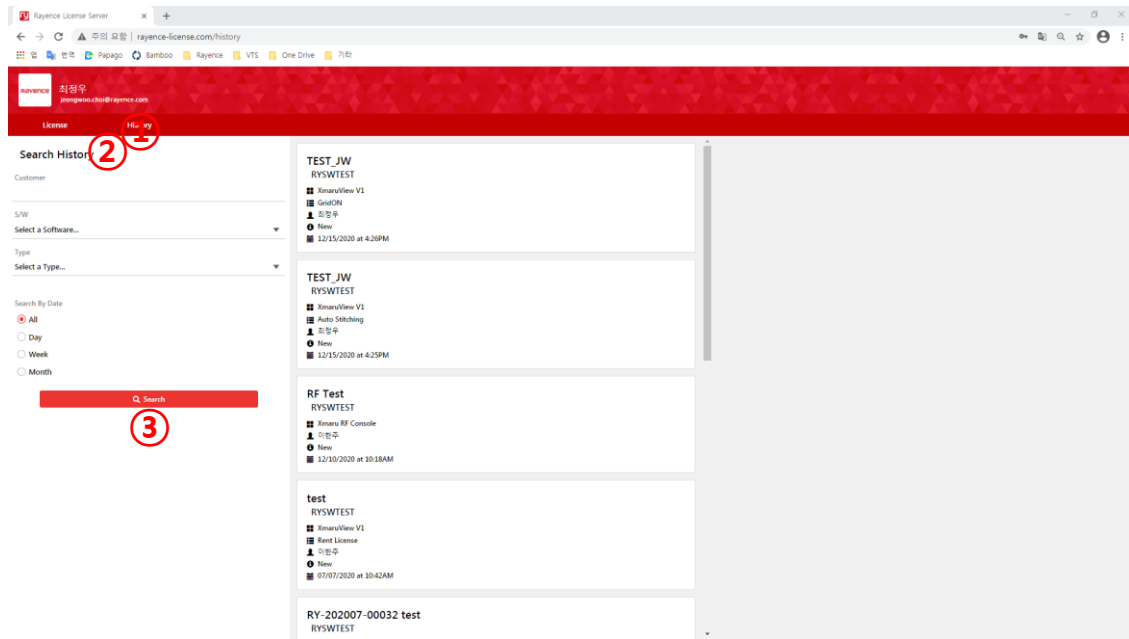 Rayence License Server
주의 요함 | rayence-license.com/history
앱 번역 Papago Bamboo Rayence VTS One Drive 기타
rayence
최정우
jeongwoo.choi@rayence.com
License History
①
②
Search History
Customer
S/W
Select a Software...
Type
Select a Type...
Search By Date
All
Day
Week
Month
Search
③
TEST_JW
RYSWTEST
XmaruView V1
GridON
최정우
New
12/15/2020 at 4:26PM
TEST_JW
RYSWTEST
XmaruView V1
Auto Stitching
최정우
New
12/15/2020 at 4:25PM
RF Test
RYSWTEST
Xmaru RF Console
이한주
New
12/10/2020 at 10:18AM
test
RYSWTEST
XmaruView V1
Rent License
이한주
New
07/07/2020 at 10:42AM
RY-202007-00032 test
RYSWTEST